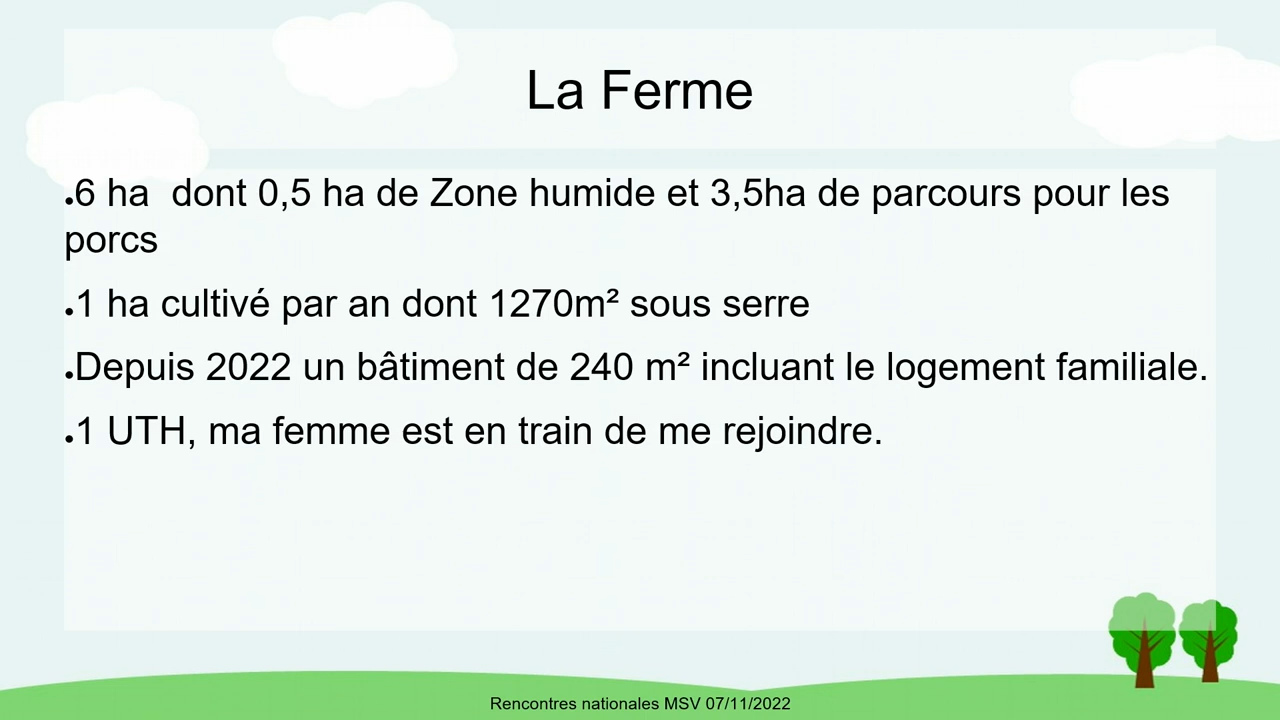 La Ferme
●6 ha  dont 0,5 ha de Zone humide et 3,5ha de parcours pour les
porcs
●1 ha cultivé par an dont 1270m² sous serre
●Depuis 2022 un bâtiment de 240 m² incluant le logement familiale.
●1 UTH, ma femme est en train de me rejoindre.
Rencontres nationales MSV 07/11/2022